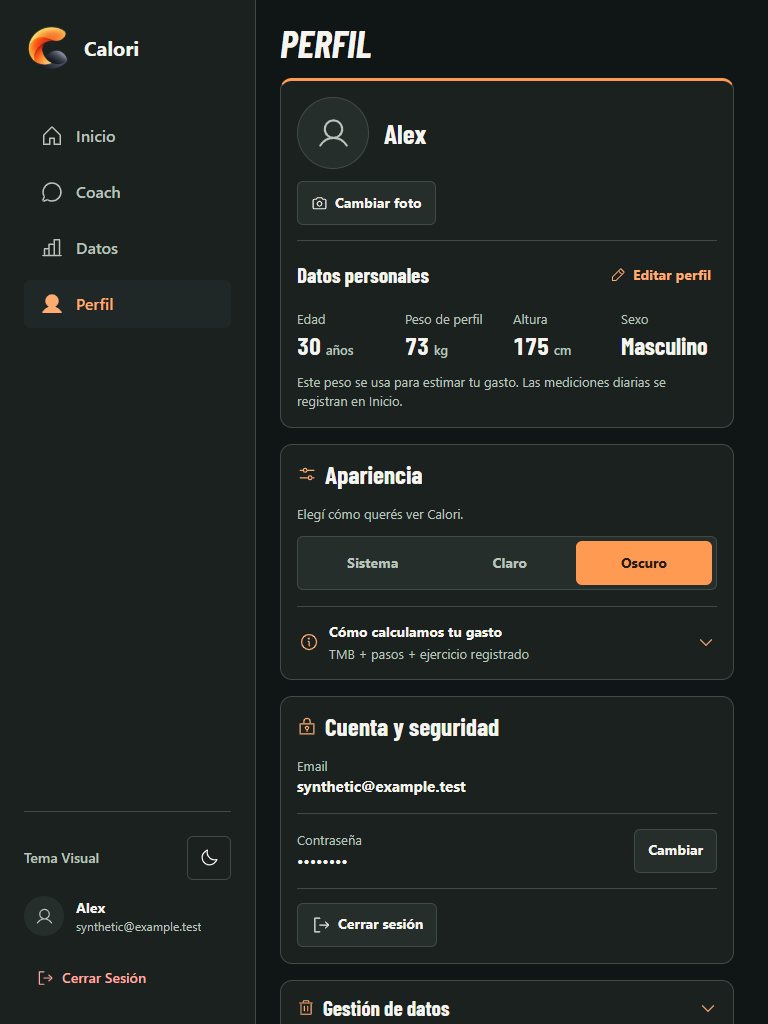 Calori
Inicio
Coach
Datos
Perfil
Tema Visual
Alex
synthetic@example.test
Cerrar Sesión
PERFIL
Alex
Cambiar foto
Datos personales
Editar perfil
Edad
Peso de perfil
Altura
Sexo
30 años
73 kg
175 cm
Masculino
Este peso se usa para estimar tu gasto. Las mediciones diarias se
registran en Inicio.
Apariencia
Elegí cómo querés ver Calori.
Sistema
Claro
Oscuro
Cómo calculamos tu gasto
TMB + pasos + ejercicio registrado
Cuenta y seguridad
Email
synthetic@example.test
Contraseña
••••••••
Cambiar
Cerrar sesión
Gestión de datos